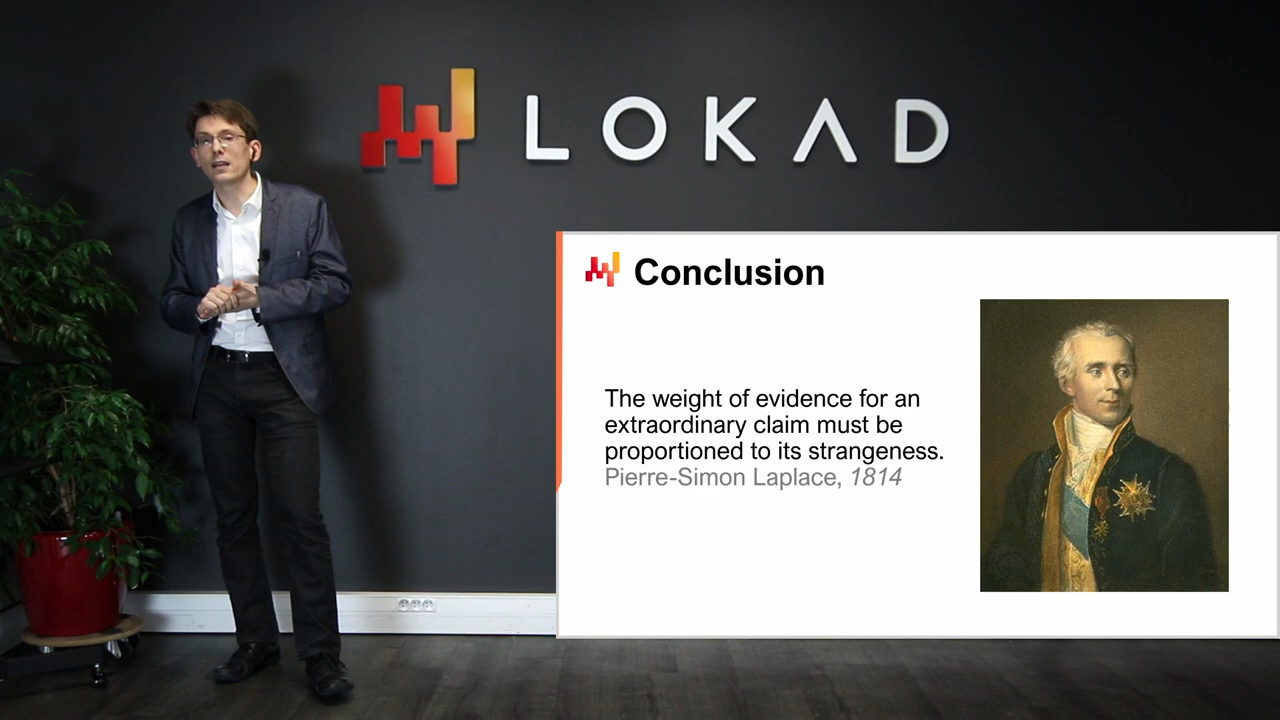 LOKAD
Conclusion
The weight of evidence for an
extraordinary claim must be
proportioned to its strangeness.
Pierre-Simon Laplace, 1814